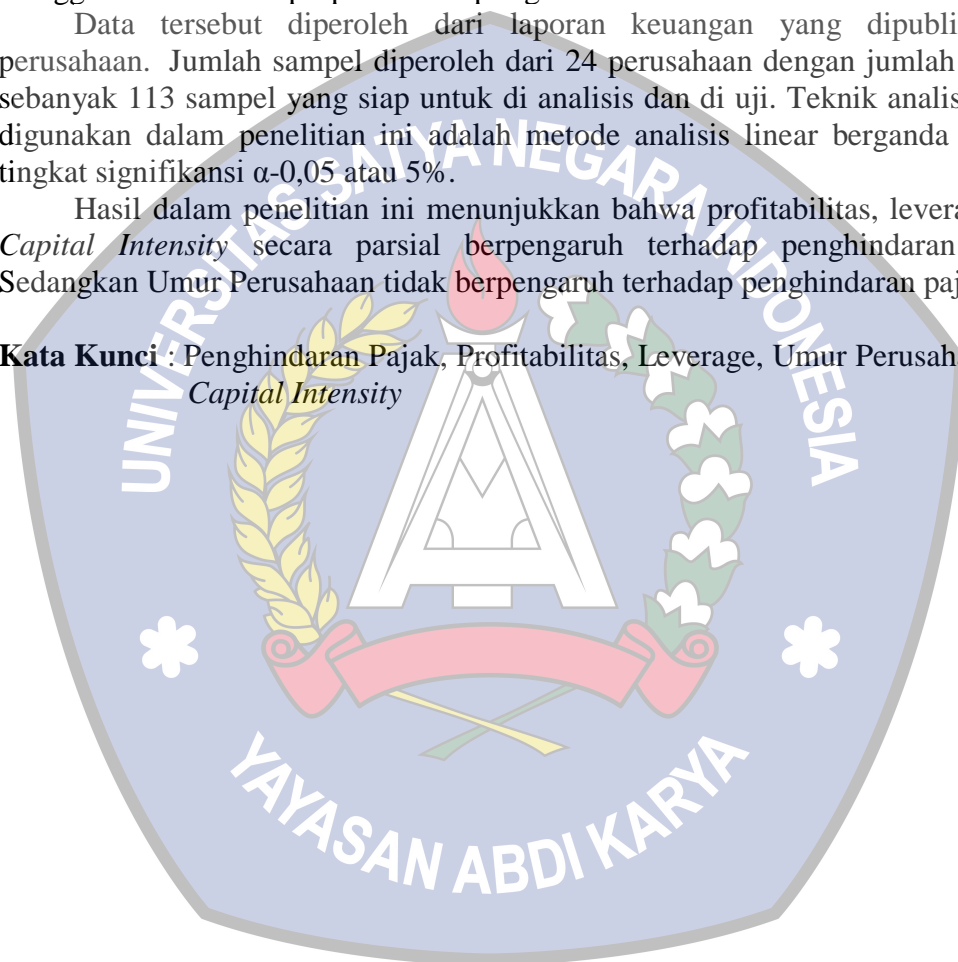 Data tersebut diperoleh dari laporan keuangan yang dipubli
perusahaan. Jumlah sampel diperoleh dari 24 perusahaan dengan jumlah
sebanyak 113 sampel yang siap untuk di analisis dan di uji. Teknik analis
digunakan dalam penelitian ini adalah metode analisis linear berganda
tingkat signifikansi α-0,05 atau 5%.
Hasil dalam penelitian ini menunjukkan bahwa profitabilitas, levera
Capital Intensity secara parsial berpengaruh terhadap penghindaran
Sedangkan Umur Perusahaan tidak berpengaruh terhadap penghindaran paj
Kata Kunci : Penghindaran Pajak, Profitabilitas, Leverage, Umur Perusah
Capital Intensity
UNIVERSITAS SATYA NEGARA INDONESIA
YAYASAN ABDI KARYA